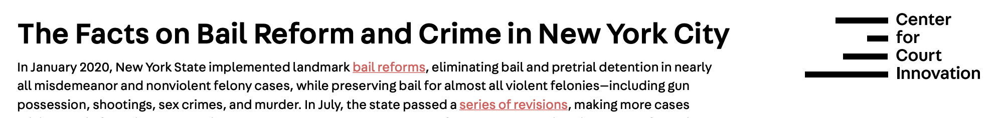 The Facts on Bail Reform and Crime in New York City
In January 2020, New York State implemented landmark bail reforms, eliminating bail and pretrial detention in nearly
all misdemeanor and nonviolent felony cases, while preserving bail for almost all violent felonies—including gun
possession, shootings, sex crimes, and murder. In July, the state passed a series of revisions, making more cases
Center
for
Court
Innovation